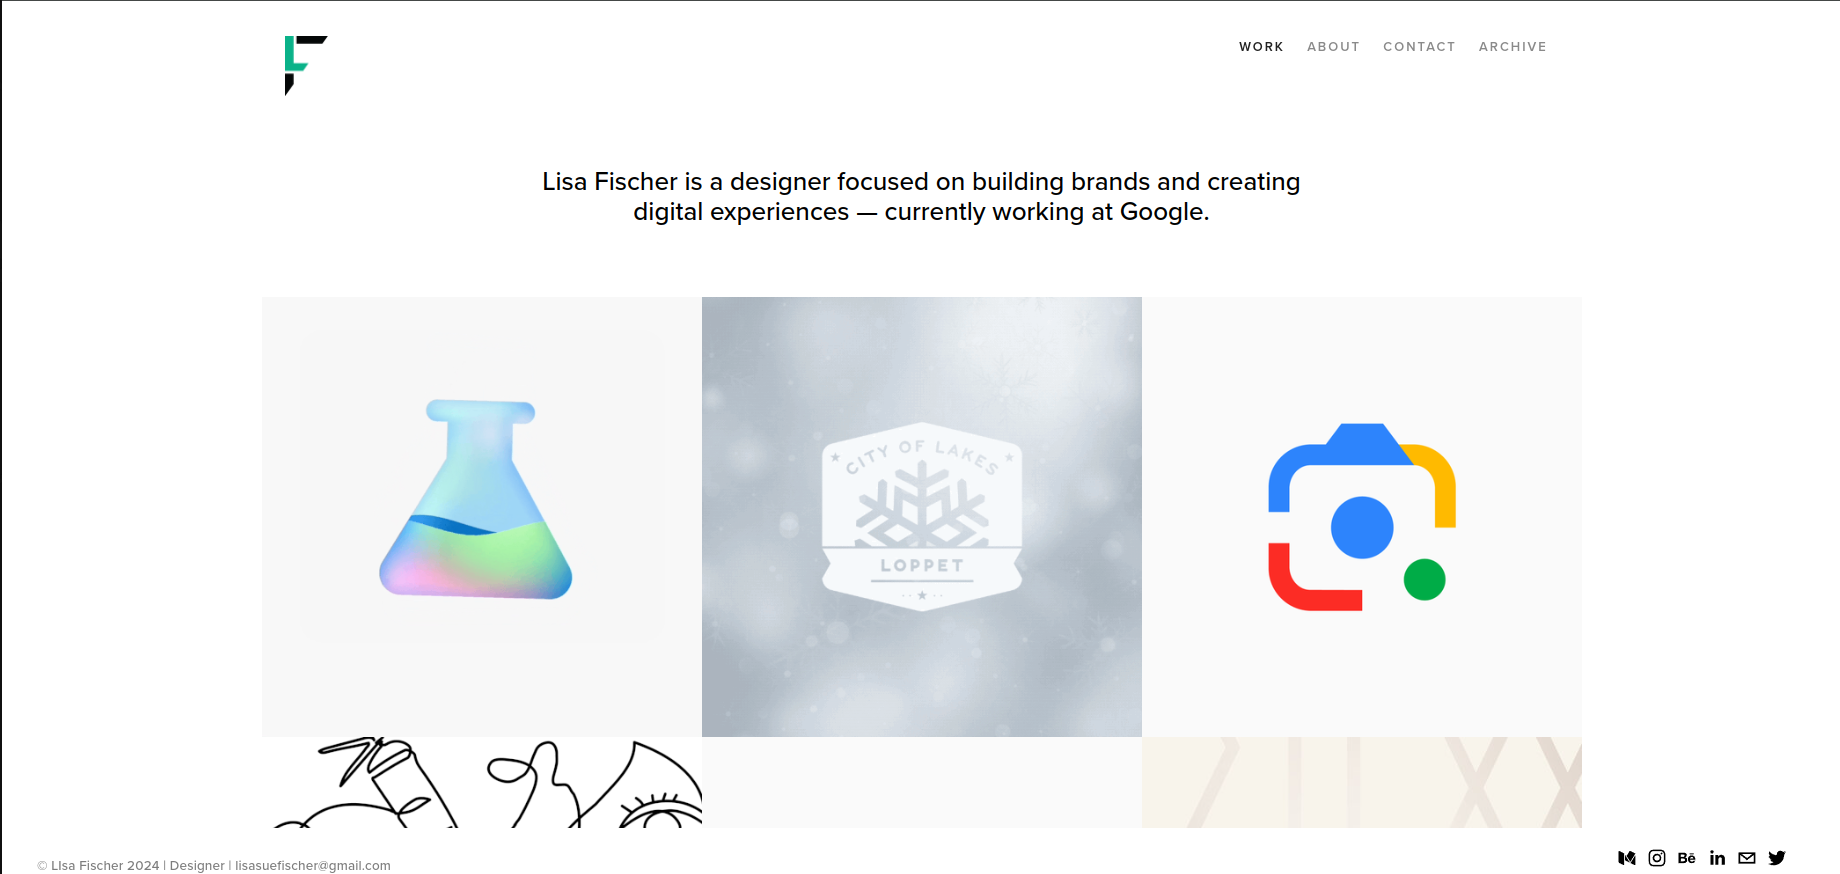 WORK ABOUT CONTACT ARCHIVE
Lisa Fischer is a designer focused on building brands and creating
digital experiences — currently working at Google.
CITY OF LAKES
LOPPET
© LIsa Fischer 2024 | Designer | lisasuefischer@gmail.com
Bē in